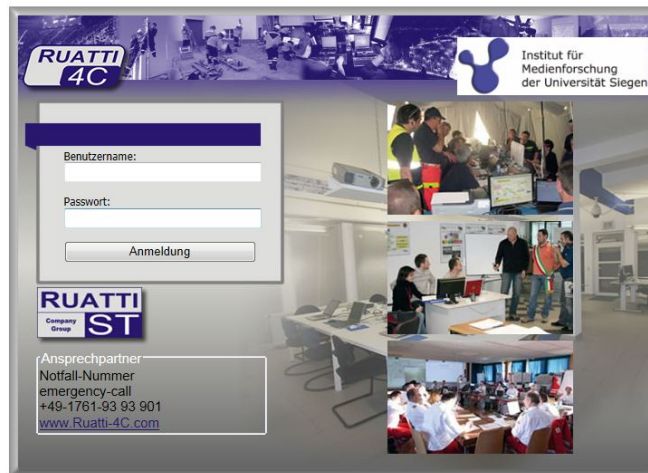 RUATTI
4C
Institut für
Medienforschung
der Universität Siegen
Benutzername:
Passwort:
Anmeldung
RUATTI
Company
Group
ST
Ansprechpartner
Notfall-Nummer
emergency-call
+49-1761-93 93 901
www.Ruatti-4C.com